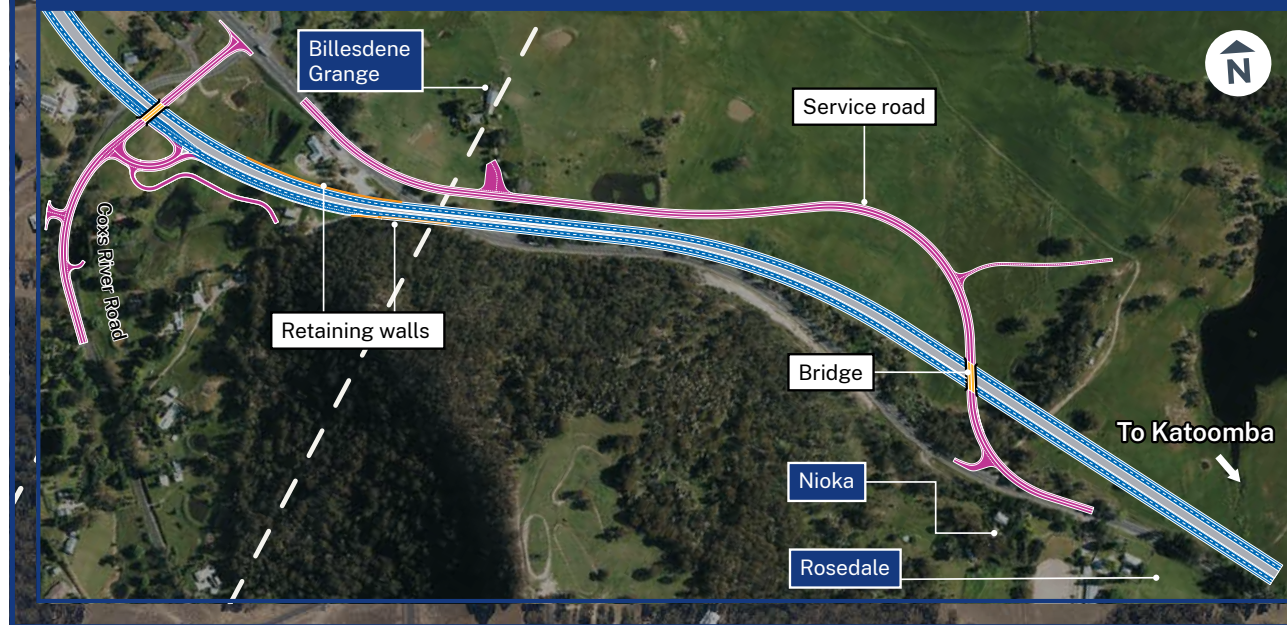 N
Billesdene
Grange
Service road
Coxs River Road
Retaining walls
Bridge
To Katoomba
Nioka
Rosedale